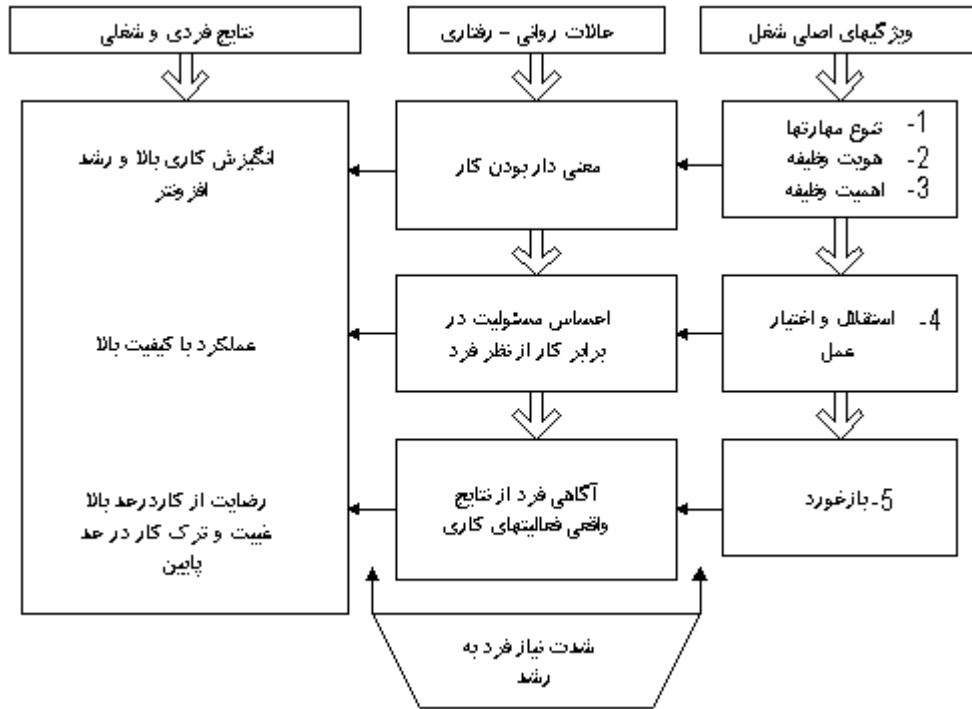 ویژگیهای اصلی شغل
حالات روانی – رفتاری
نتایج فردی و شغلی
1- تنوع مهارتها
2- هویت وظیفه
3- اهمیت وظیفه
معنی دار بودن کار
انگیزش کاری بالا و رشد
افزونتر
4- استقلال و اختیار
عمل
احساس مسئولیت در
برابر کار از نظر فرد
عملکرد با کیفیت بالا
5- بازخورد
آگاهی فرد از نتایج
واقعی فعالیتهای کاری
رضایت از کاردرحد بالا
غیبت و ترک کار در حد
پایین
شدت نیاز فرد به
رشد